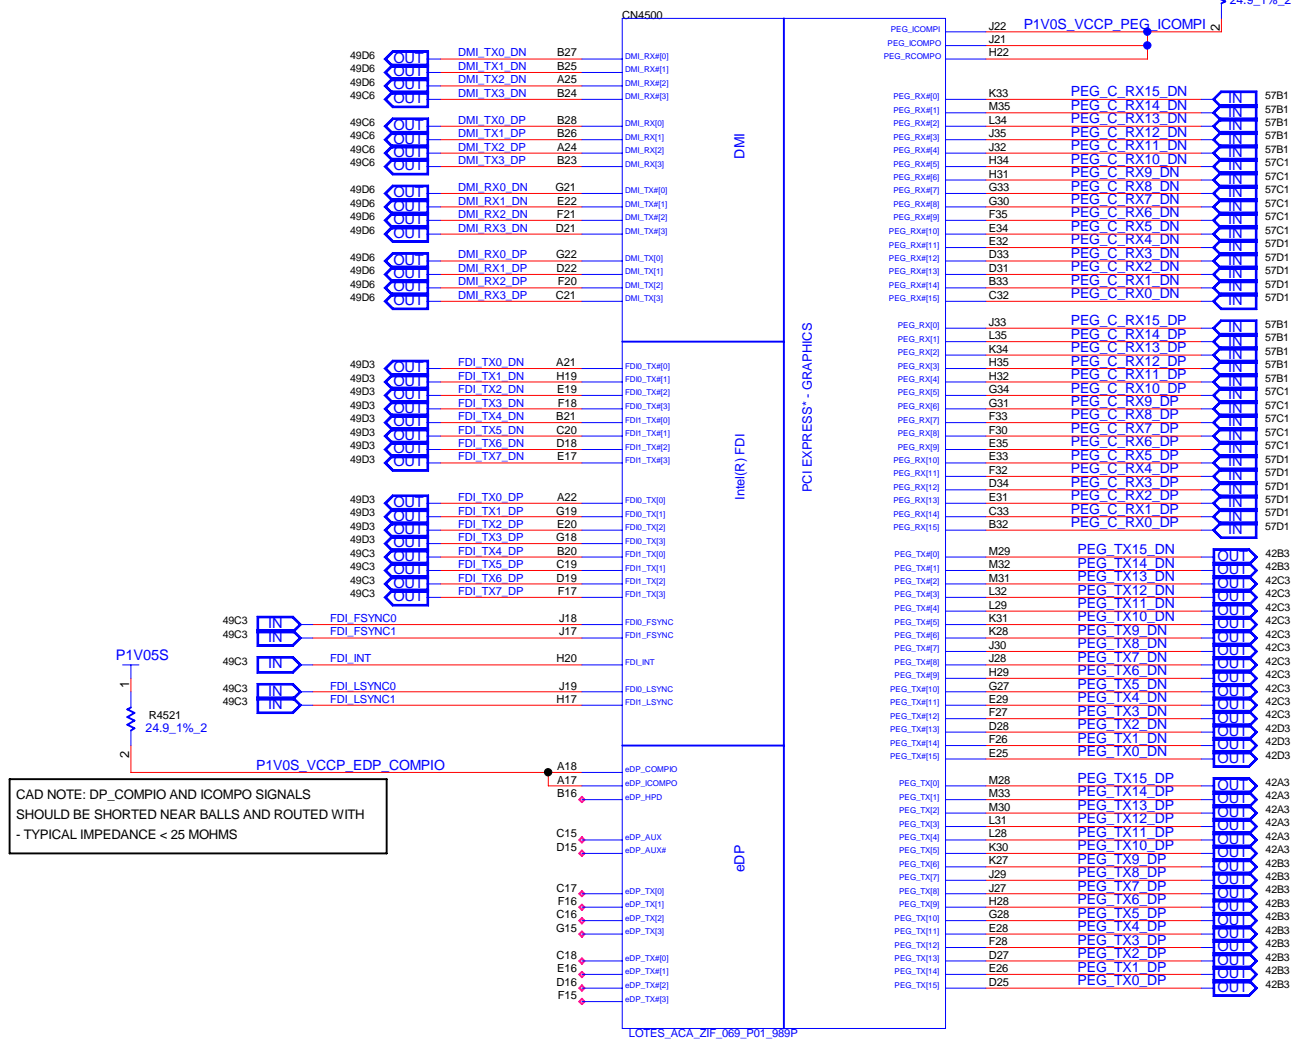 24.9_1%_2
CN4500
PEG_ICOMPI J22 P1V0S_VCCP_PEG_ICOMPI 2
PEG_ICOMPO J21
PEG_RCOMPO H22
49D6 OUT DMI_TX0_DN B27 DMI_RX#[0]
49D6 OUT DMI_TX1_DN B25 DMI_RX#[1]
49D6 OUT DMI_TX2_DN A25 DMI_RX#[2]
49C6 OUT DMI_TX3_DN B24 DMI_RX#[3]
49C6 OUT DMI_TX0_DP B28 DMI_RX[0]
49C6 OUT DMI_TX1_DP B26 DMI_RX[1]
49C6 OUT DMI_TX2_DP A24 DMI_RX[2]
49C6 OUT DMI_TX3_DP B23 DMI_RX[3]
49D6 OUT DMI_RX0_DN G21 DMI_TX#[0]
49D6 OUT DMI_RX1_DN E22 DMI_TX#[1]
49D6 OUT DMI_RX2_DN F21 DMI_TX#[2]
49D6 OUT DMI_RX3_DN D21 DMI_TX#[3]
49D6 OUT DMI_RX0_DP G22 DMI_TX[0]
49D6 OUT DMI_RX1_DP D22 DMI_TX[1]
49D6 OUT DMI_RX2_DP F20 DMI_TX[2]
49D6 OUT DMI_RX3_DP C21 DMI_TX[3]
DMI
49D3 OUT FDI_TX0_DN A21 FDI0_TX#[0]
49D3 OUT FDI_TX1_DN H19 FDI0_TX#[1]
49D3 OUT FDI_TX2_DN E19 FDI0_TX#[2]
49D3 OUT FDI_TX3_DN F18 FDI0_TX#[3]
49D3 OUT FDI_TX4_DN B21 FDI1_TX#[0]
49D3 OUT FDI_TX5_DN C20 FDI1_TX#[1]
49D3 OUT FDI_TX6_DN D18 FDI1_TX#[2]
49D3 OUT FDI_TX7_DN E17 FDI1_TX#[3]
49D3 OUT FDI_TX0_DP A22 FDI0_TX[0]
49D3 OUT FDI_TX1_DP G19 FDI0_TX[1]
49D3 OUT FDI_TX2_DP E20 FDI0_TX[2]
49D3 OUT FDI_TX3_DP G18 FDI0_TX[3]
49C3 OUT FDI_TX4_DP B20 FDI1_TX[0]
49C3 OUT FDI_TX5_DP C19 FDI1_TX[1]
49C3 OUT FDI_TX6_DP D19 FDI1_TX[2]
49C3 OUT FDI_TX7_DP F17 FDI1_TX[3]
49C3 IN FDI_FSYNC0 J18 FDI0_FSYNC
49C3 IN FDI_FSYNC1 J17 FDI1_FSYNC
49C3 IN FDI_INT H20 FDI_INT
49C3 IN FDI_LSYNC0 J19 FDI0_LSYNC
49C3 IN FDI_LSYNC1 H17 FDI1_LSYNC
Intel(R) FDI
P1V05S
1
R4521
24.9_1%_2
2
P1V0S_VCCP_EDP_COMPIO A18 eDP_COMPIO
A17 eDP_ICOMPO
B16 eDP_HPD
C15 eDP_AUX
D15 eDP_AUX#
C17 eDP_TX[0]
F16 eDP_TX[1]
C16 eDP_TX[2]
G15 eDP_TX[3]
C18 eDP_TX#[0]
E16 eDP_TX#[1]
D16 eDP_TX#[2]
F15 eDP_TX#[3]
eDP
CAD NOTE: DP_COMPIO AND ICOMPO SIGNALS
SHOULD BE SHORTED NEAR BALLS AND ROUTED WITH
- TYPICAL IMPEDANCE < 25 MOHMS
PCI EXPRESS* - GRAPHICS
PEG_RX#[0] K33 PEG_C_RX15_DN IN 57B1
PEG_RX#[1] M35 PEG_C_RX14_DN IN 57B1
PEG_RX#[2] L34 PEG_C_RX13_DN IN 57B1
PEG_RX#[3] J35 PEG_C_RX12_DN IN 57B1
PEG_RX#[4] J32 PEG_C_RX11_DN IN 57B1
PEG_RX#[5] H34 PEG_C_RX10_DN IN 57C1
PEG_RX#[6] H31 PEG_C_RX9_DN IN 57C1
PEG_RX#[7] G33 PEG_C_RX8_DN IN 57C1
PEG_RX#[8] G30 PEG_C_RX7_DN IN 57C1
PEG_RX#[9] F35 PEG_C_RX6_DN IN 57C1
PEG_RX#[10] E34 PEG_C_RX5_DN IN 57C1
PEG_RX#[11] E32 PEG_C_RX4_DN IN 57D1
PEG_RX#[12] D33 PEG_C_RX3_DN IN 57D1
PEG_RX#[13] D31 PEG_C_RX2_DN IN 57D1
PEG_RX#[14] B33 PEG_C_RX1_DN IN 57D1
PEG_RX#[15] C32 PEG_C_RX0_DN IN 57D1
PEG_RX[0] J33 PEG_C_RX15_DP IN 57B1
PEG_RX[1] L35 PEG_C_RX14_DP IN 57B1
PEG_RX[2] K34 PEG_C_RX13_DP IN 57B1
PEG_RX[3] H35 PEG_C_RX12_DP IN 57B1
PEG_RX[4] H32 PEG_C_RX11_DP IN 57B1
PEG_RX[5] G34 PEG_C_RX10_DP IN 57C1
PEG_RX[6] G31 PEG_C_RX9_DP IN 57C1
PEG_RX[7] F33 PEG_C_RX8_DP IN 57C1
PEG_RX[8] F30 PEG_C_RX7_DP IN 57C1
PEG_RX[9] E35 PEG_C_RX6_DP IN 57C1
PEG_RX[10] E33 PEG_C_RX5_DP IN 57D1
PEG_RX[11] F32 PEG_C_RX4_DP IN 57D1
PEG_RX[12] D34 PEG_C_RX3_DP IN 57D1
PEG_RX[13] E31 PEG_C_RX2_DP IN 57D1
PEG_RX[14] C33 PEG_C_RX1_DP IN 57D1
PEG_RX[15] B32 PEG_C_RX0_DP IN 57D1
PEG_TX#[0] M29 PEG_TX15_DN OUT 42B3
PEG_TX#[1] M32 PEG_TX14_DN OUT 42B3
PEG_TX#[2] M31 PEG_TX13_DN OUT 42C3
PEG_TX#[3] L32 PEG_TX12_DN OUT 42C3
PEG_TX#[4] L29 PEG_TX11_DN OUT 42C3
PEG_TX#[5] K31 PEG_TX10_DN OUT 42C3
PEG_TX#[6] K28 PEG_TX9_DN OUT 42C3
PEG_TX#[7] J30 PEG_TX8_DN OUT 42C3
PEG_TX#[8] J28 PEG_TX7_DN OUT 42C3
PEG_TX#[9] H29 PEG_TX6_DN OUT 42C3
PEG_TX#[10] G27 PEG_TX5_DN OUT 42C3
PEG_TX#[11] E29 PEG_TX4_DN OUT 42C3
PEG_TX#[12] F27 PEG_TX3_DN OUT 42C3
PEG_TX#[13] D28 PEG_TX2_DN OUT 42D3
PEG_TX#[14] F26 PEG_TX1_DN OUT 42D3
PEG_TX#[15] E25 PEG_TX0_DN OUT 42D3
PEG_TX[0] M28 PEG_TX15_DP OUT 42A3
PEG_TX[1] M33 PEG_TX14_DP OUT 42A3
PEG_TX[2] M30 PEG_TX13_DP OUT 42A3
PEG_TX[3] L31 PEG_TX12_DP OUT 42A3
PEG_TX[4] L28 PEG_TX11_DP OUT 42A3
PEG_TX[5] K30 PEG_TX10_DP OUT 42A3
PEG_TX[6] K27 PEG_TX9_DP OUT 42B3
PEG_TX[7] J29 PEG_TX8_DP OUT 42B3
PEG_TX[8] J27 PEG_TX7_DP OUT 42B3
PEG_TX[9] H28 PEG_TX6_DP OUT 42B3
PEG_TX[10] G28 PEG_TX5_DP OUT 42B3
PEG_TX[11] E28 PEG_TX4_DP OUT 42B3
PEG_TX[12] F28 PEG_TX3_DP OUT 42B3
PEG_TX[13] D27 PEG_TX2_DP OUT 42B3
PEG_TX[14] E26 PEG_TX1_DP OUT 42B3
PEG_TX[15] D25 PEG_TX0_DP OUT 42B3
LOTES_ACA_ZIF_069_P01_989P